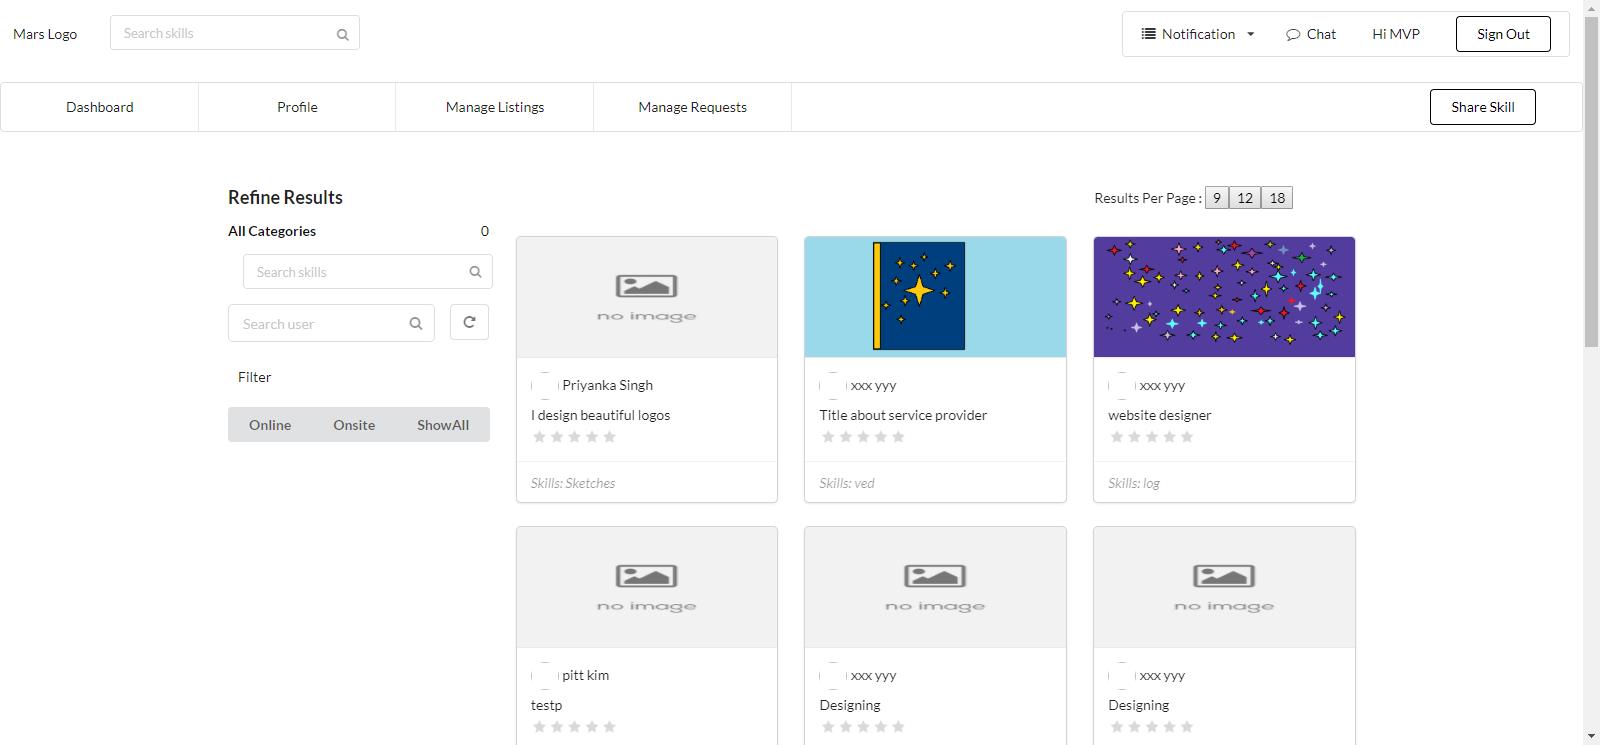 Mars Logo
Search skills
Notification
Chat
Hi MVP
Sign Out
Dashboard
Profile
Manage Listings
Manage Requests
Share Skill
Refine Results
Results Per Page : 9 12 18
All Categories 0
Search skills
Search user
Filter
Online Onsite ShowAll
no image
Priyanka Singh
I design beautiful logos
Skills: Sketches
xxx yyy
Title about service provider
Skills: ved
xxx yyy
website designer
Skills: log
no image
pitt kim
testp
no image
xxx yyy
Designing
no image
xxx yyy
Designing